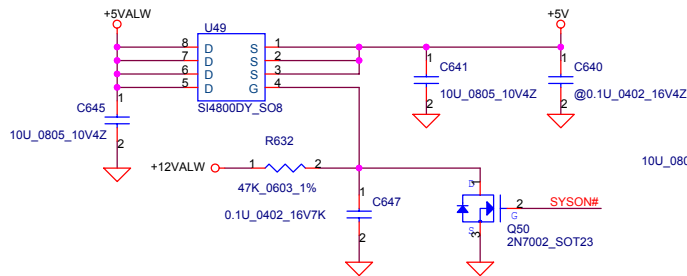 +5VALW
+5V
U49
8 D S 1
7 D S 2
6 D S 3
5 D G 4
SI4800DY_SO8
1
C645
2
10U_0805_10V4Z
1
C641
10U_0805_10V4Z
2
1
C640
@0.1U_0402_16V4Z
2
R632
+12VALW
1
2
47K_0603_1%
1
C647
0.1U_0402_16V7K
2
D
1
2
SYSON#
G
S
3
Q50
2N7002_SOT23
10U_080